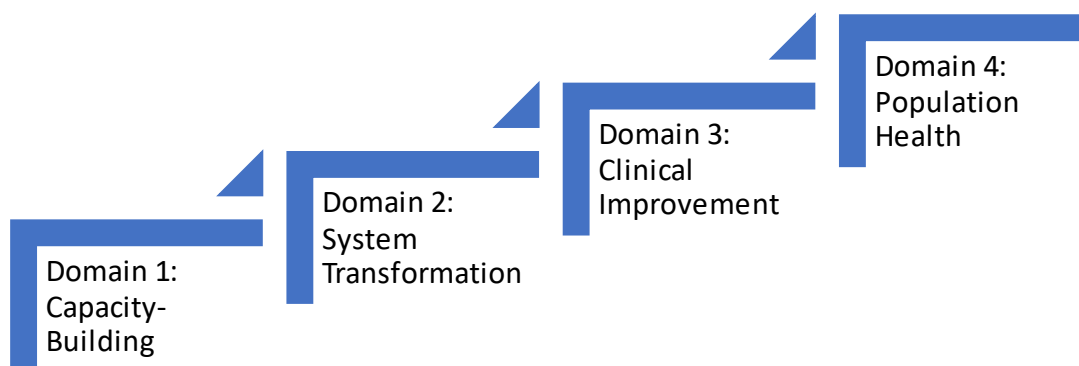 Domain 1:
Capacity-
Building
Domain 2:
System
Transformation
Domain 3:
Clinical
Improvement
Domain 4:
Population
Health